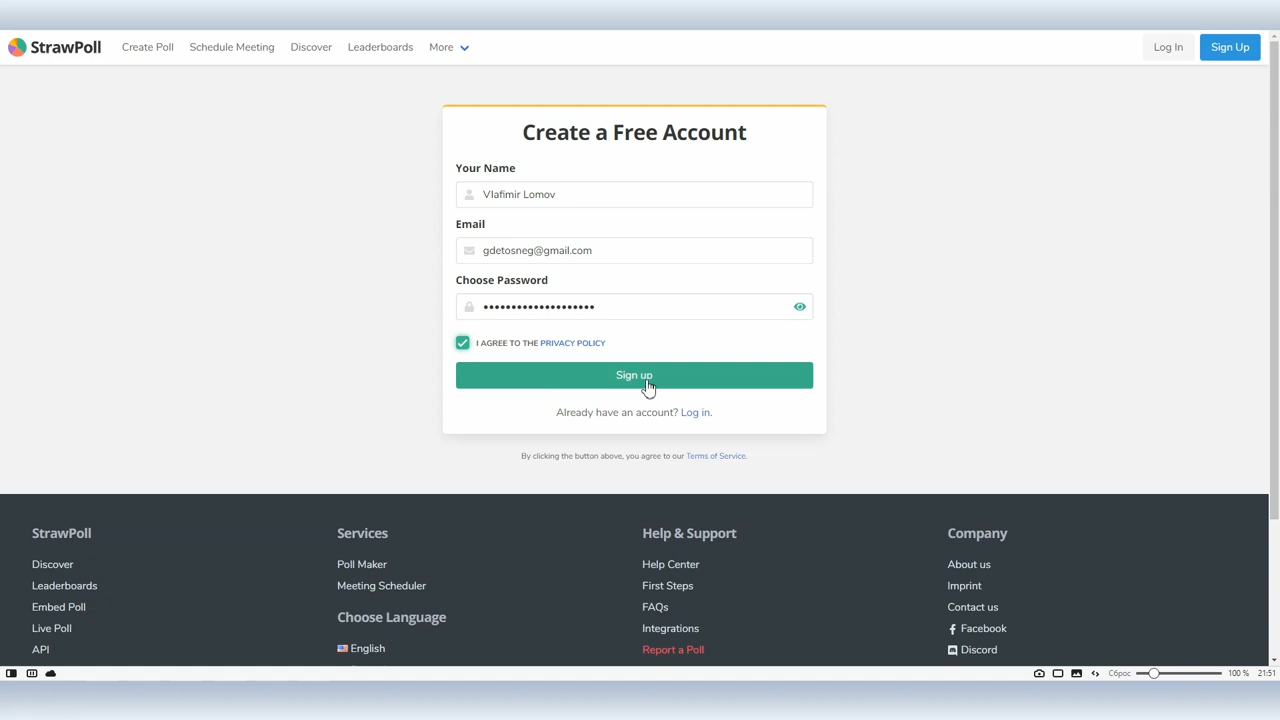 StrawPoll Create Poll Schedule Meeting Discover Leaderboards More Log In Sign Up
Create a Free Account
Your Name
Vlafimir Lomov
Email
gdetosneg@gmail.com
Choose Password
I AGREE TO THE PRIVACY POLICY
Sign up
Already have an account? Log in.
By clicking the button above, you agree to our Terms of Service.
StrawPoll
Discover
Leaderboards
Embed Poll
Live Poll
API
Services
Poll Maker
Meeting Scheduler
Choose Language
English
Help & Support
Help Center
First Steps
FAQs
Integrations
Report a Poll
Company
About us
Imprint
Contact us
Facebook
Discord
Сброс 100 % 21:51